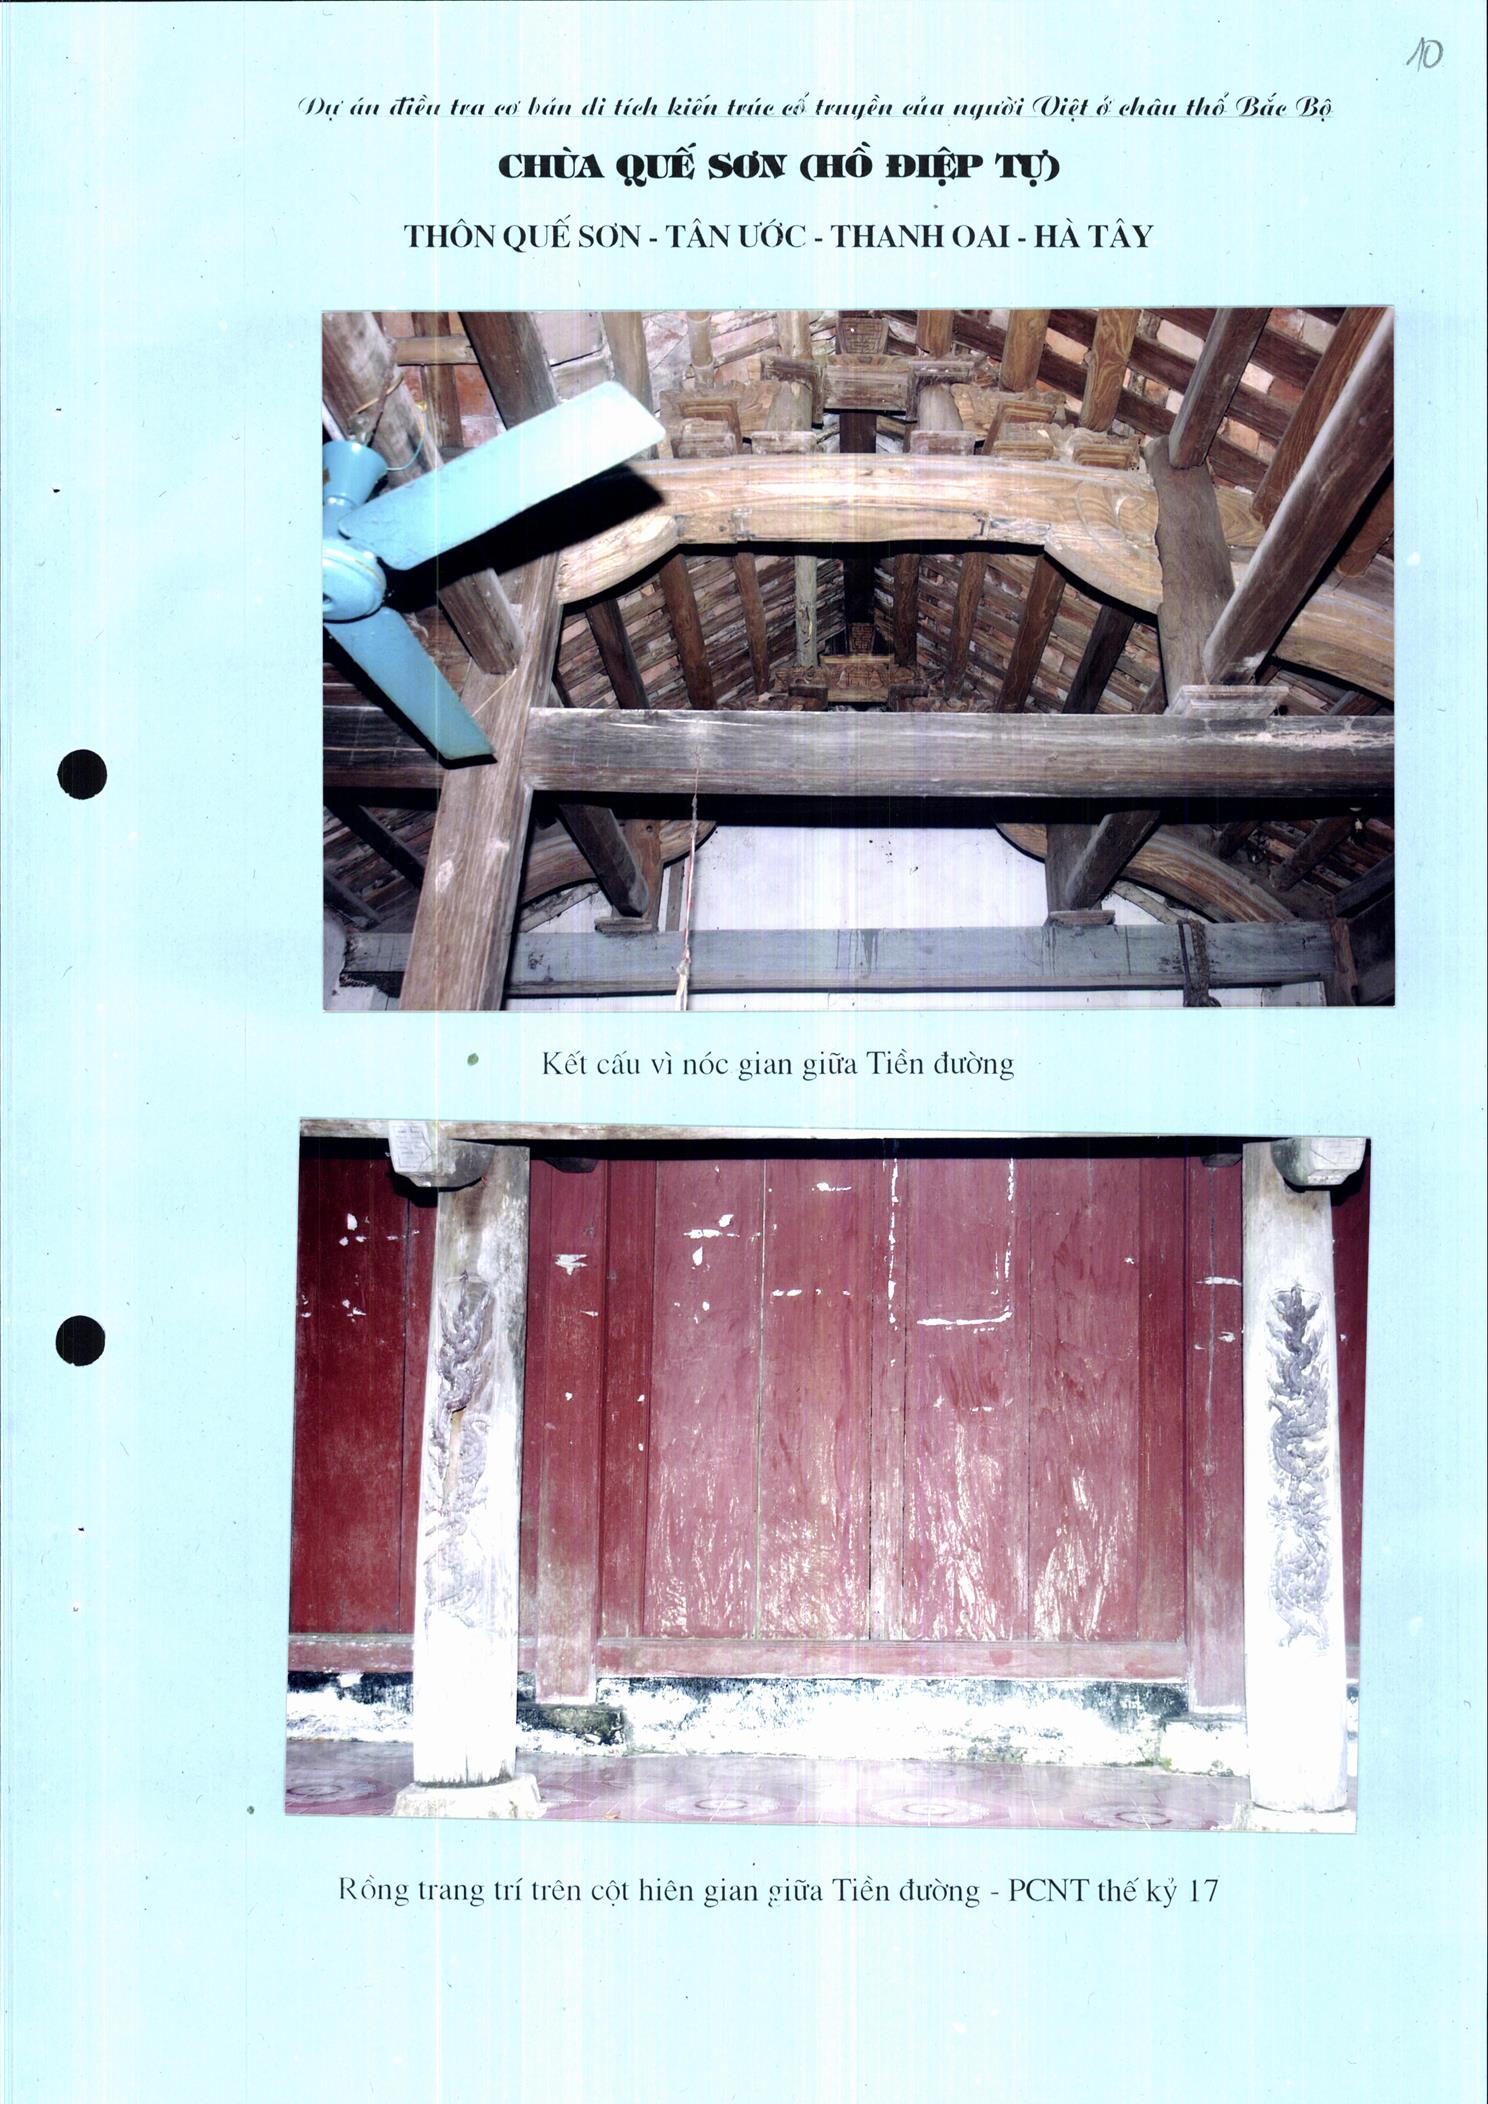 10
Dự án điều tra cơ bản di tích kiến trúc cổ truyền của người Việt ở châu thổ Bắc Bộ
CHÙA QUẾ SƠN (HỒ ĐIỆP TỰ)
THÔN QUẾ SƠN - TÂN ƯỚC - THANH OAI - HÀ TÂY
Kết cấu vì nóc gian giữa Tiền đường
Rồng trang trí trên cột hiên gian giữa Tiền đường - PCNT thế kỷ 17